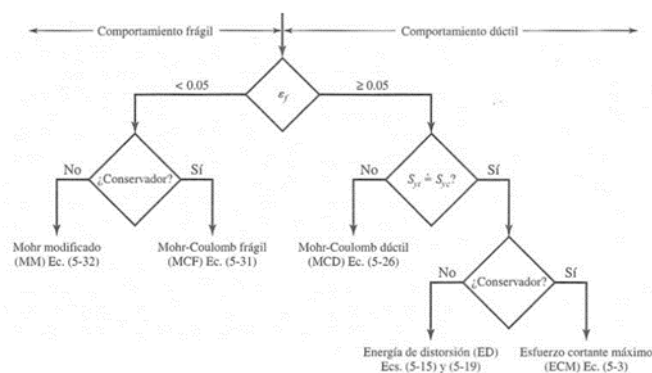 Comportamiento frágil
Comportamiento dúctil
< 0.05
ε_f
≥ 0.05
No
¿Conservador?
Sí
No
S_yt ≐ S_yc?
Sí
Mohr modificado
(MM) Ec. (5-32)
Mohr-Coulomb frágil
(MCF) Ec. (5-31)
Mohr-Coulomb dúctil
(MCD) Ec. (5-26)
No
¿Conservador?
Sí
Energía de distorsión (ED)
Ecs. (5-15) y (5-19)
Esfuerzo cortante máximo
(ECM) Ec. (5-3)